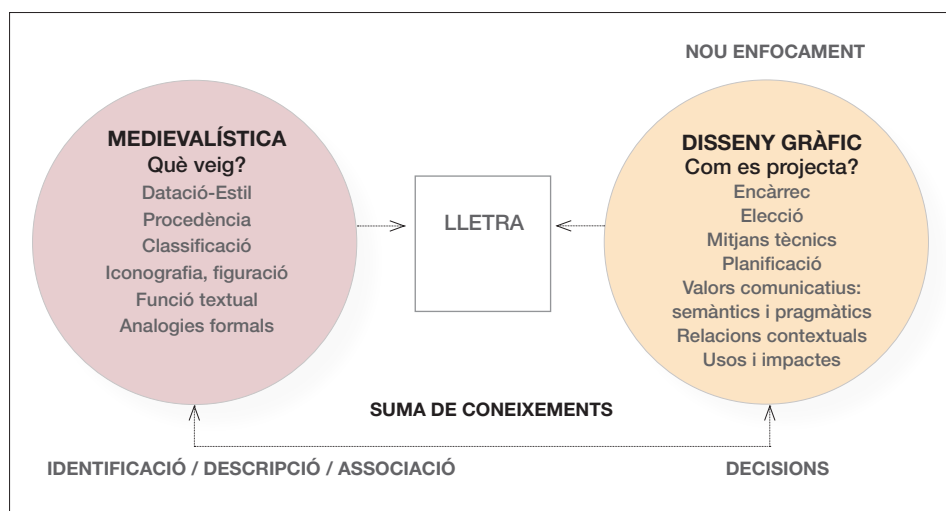 NOU ENFOCAMENT
MEDIEVALÍSTICA
Què veig?
Datació-Estil
Procedència
Classificació
Iconografia, figuració
Funció textual
Analogies formals
LLETRA
DISSENY GRÀFIC
Com es projecta?
Encàrrec
Elecció
Mitjans tècnics
Planificació
Valors comunicatius:
semàntics i pragmàtics
Relacions contextuals
Usos i impactes
SUMA DE CONEIXEMENTS
IDENTIFICACIÓ / DESCRIPCIÓ / ASSOCIACIÓ
DECISIONS